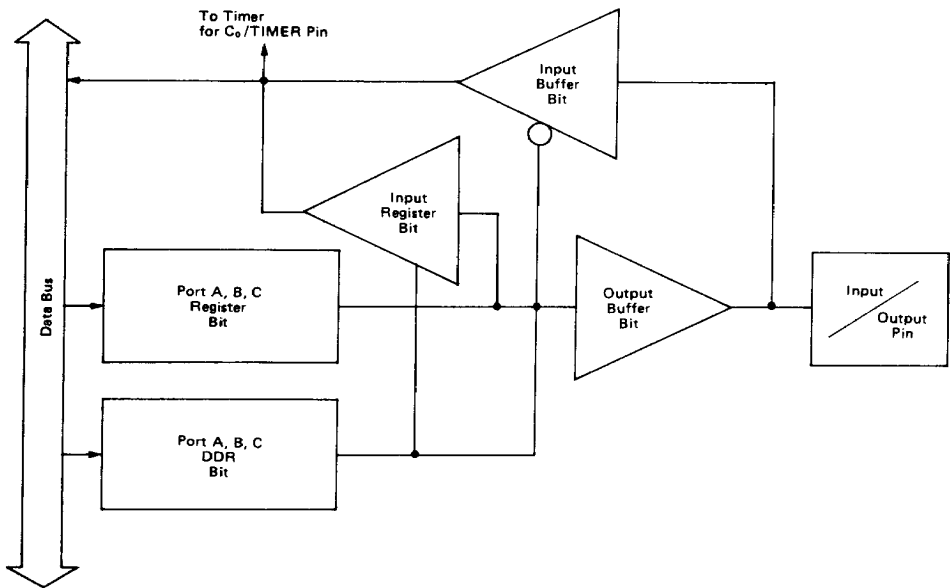 To Timer
for C₀/TIMER Pin
Input
Buffer
Bit
Input
Register
Bit
Data Bus
Port A, B, C
Register
Bit
Output
Buffer
Bit
Input
Output
Pin
Port A, B, C
DDR
Bit